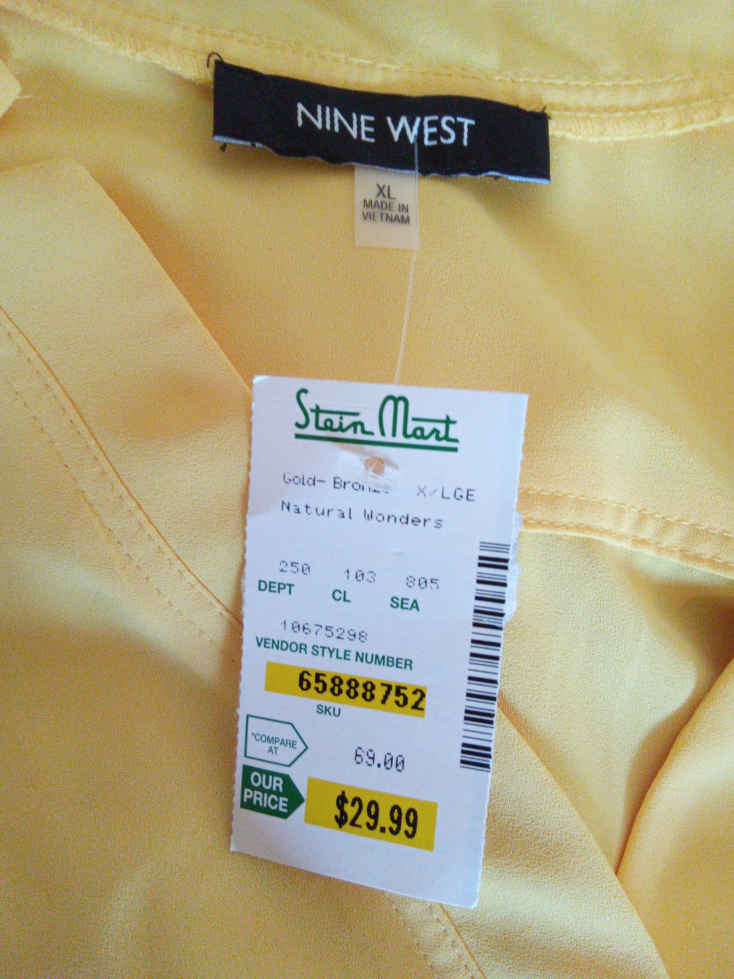 NINE WEST
XL
MADE IN
VIETNAM
Stein Mart
Gold-Bronze X/LGE
Natural Wonders
250 103 805
DEPT CL SEA
10675298
VENDOR STYLE NUMBER
65888752
SKU
*COMPARE
AT
69.00
OUR
PRICE
$29.99